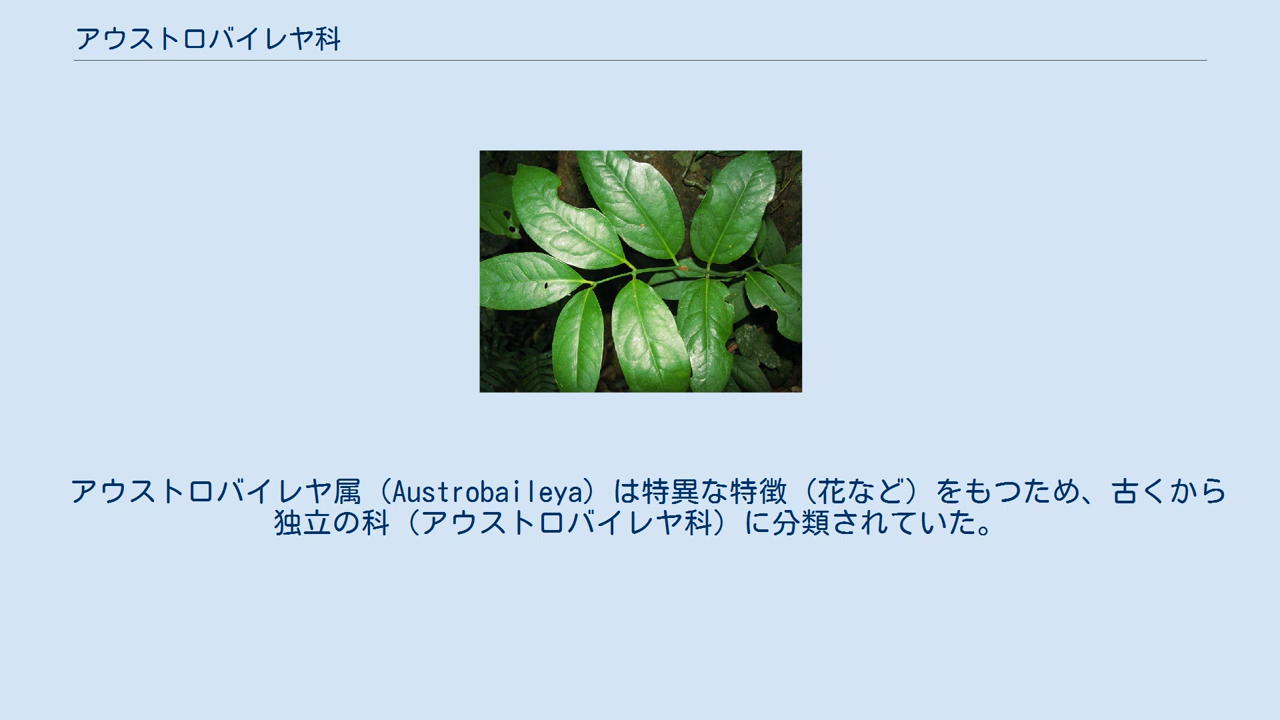 アウストロバイレヤ科
アウストロバイレヤ属（Austrobaileya）は特異な特徴（花など）をもつため、古くから
独立の科（アウストロバイレヤ科）に分類されていた。